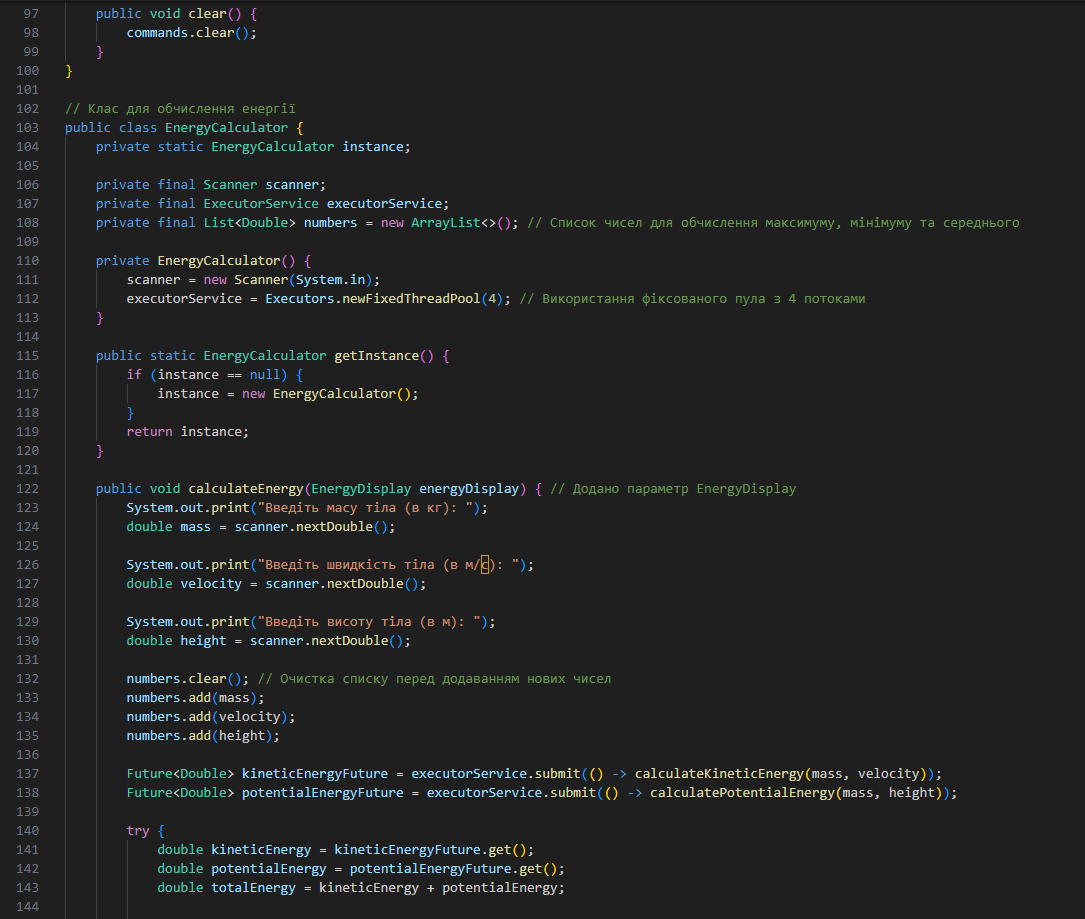 97 public void clear() {
98 commands.clear();
99 }
100 }
101
102 // Клас для обчислення енергії
103 public class EnergyCalculator {
104 private static EnergyCalculator instance;
105
106 private final Scanner scanner;
107 private final ExecutorService executorService;
108 private final List<Double> numbers = new ArrayList<>(); // Список чисел для обчислення максимуму, мінімуму та середнього
109
110 private EnergyCalculator() {
111 scanner = new Scanner(System.in);
112 executorService = Executors.newFixedThreadPool(4); // Використання фіксованого пула з 4 потоками
113 }
114
115 public static EnergyCalculator getInstance() {
116 if (instance == null) {
117 instance = new EnergyCalculator();
118 }
119 return instance;
120 }
121
122 public void calculateEnergy(EnergyDisplay energyDisplay) { // Додано параметр EnergyDisplay
123 System.out.print("Введіть масу тіла (в кг): ");
124 double mass = scanner.nextDouble();
125
126 System.out.print("Введіть швидкість тіла (в м/с): ");
127 double velocity = scanner.nextDouble();
128
129 System.out.print("Введіть висоту тіла (в м): ");
130 double height = scanner.nextDouble();
131
132 numbers.clear(); // Очистка списку перед додаванням нових чисел
133 numbers.add(mass);
134 numbers.add(velocity);
135 numbers.add(height);
136
137 Future<Double> kineticEnergyFuture = executorService.submit(() -> calculateKineticEnergy(mass, velocity));
138 Future<Double> potentialEnergyFuture = executorService.submit(() -> calculatePotentialEnergy(mass, height));
139
140 try {
141 double kineticEnergy = kineticEnergyFuture.get();
142 double potentialEnergy = potentialEnergyFuture.get();
143 double totalEnergy = kineticEnergy + potentialEnergy;
144